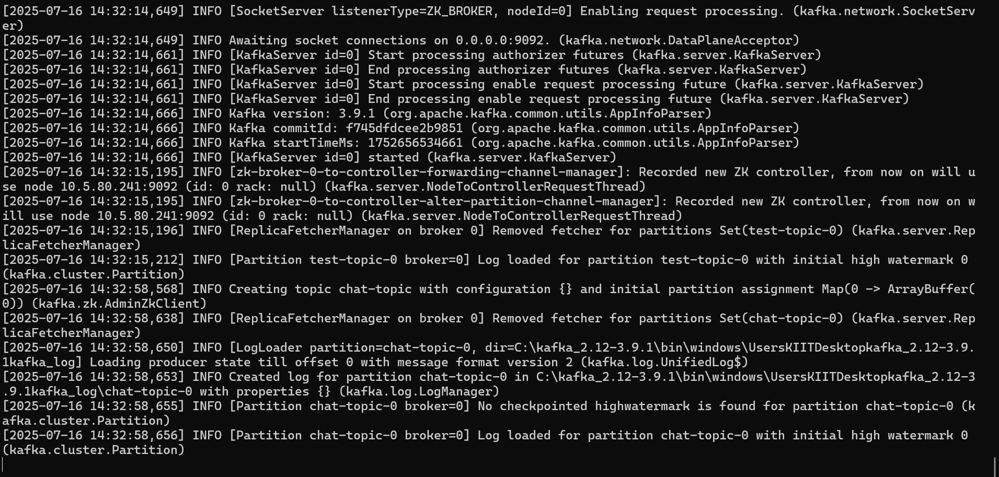 [2025-07-16 14:32:14,649] INFO [SocketServer listenerType=ZK_BROKER, nodeId=0] Enabling request processing. (kafka.network.SocketServ
er)
[2025-07-16 14:32:14,649] INFO Awaiting socket connections on 0.0.0.0:9092. (kafka.network.DataPlaneAcceptor)
[2025-07-16 14:32:14,661] INFO [KafkaServer id=0] Start processing authorizer futures (kafka.server.KafkaServer)
[2025-07-16 14:32:14,661] INFO [KafkaServer id=0] End processing authorizer futures (kafka.server.KafkaServer)
[2025-07-16 14:32:14,661] INFO [KafkaServer id=0] Start processing enable request processing future (kafka.server.KafkaServer)
[2025-07-16 14:32:14,661] INFO [KafkaServer id=0] End processing enable request processing future (kafka.server.KafkaServer)
[2025-07-16 14:32:14,666] INFO Kafka version: 3.9.1 (org.apache.kafka.common.utils.AppInfoParser)
[2025-07-16 14:32:14,666] INFO Kafka commitId: f745dfdcee2b9851 (org.apache.kafka.common.utils.AppInfoParser)
[2025-07-16 14:32:14,666] INFO Kafka startTimeMs: 1752656534661 (org.apache.kafka.common.utils.AppInfoParser)
[2025-07-16 14:32:14,666] INFO [KafkaServer id=0] started (kafka.server.KafkaServer)
[2025-07-16 14:32:15,195] INFO [zk-broker-0-to-controller-forwarding-channel-manager]: Recorded new ZK controller, from now on will u
se node 10.5.80.241:9092 (id: 0 rack: null) (kafka.server.NodeToControllerRequestThread)
[2025-07-16 14:32:15,195] INFO [zk-broker-0-to-controller-alter-partition-channel-manager]: Recorded new ZK controller, from now on w
ill use node 10.5.80.241:9092 (id: 0 rack: null) (kafka.server.NodeToControllerRequestThread)
[2025-07-16 14:32:15,196] INFO [ReplicaFetcherManager on broker 0] Removed fetcher for partitions Set(test-topic-0) (kafka.server.Rep
licaFetcherManager)
[2025-07-16 14:32:15,212] INFO [Partition test-topic-0 broker=0] Log loaded for partition test-topic-0 with initial high watermark 0
(kafka.cluster.Partition)
[2025-07-16 14:32:58,568] INFO Creating topic chat-topic with configuration {} and initial partition assignment Map(0 -> ArrayBuffer(
0)) (kafka.zk.AdminZkClient)
[2025-07-16 14:32:58,638] INFO [ReplicaFetcherManager on broker 0] Removed fetcher for partitions Set(chat-topic-0) (kafka.server.Rep
licaFetcherManager)
[2025-07-16 14:32:58,650] INFO [LogLoader partition=chat-topic-0, dir=C:\kafka_2.12-3.9.1\bin\windows\UsersKIITDesktopkafka_2.12-3.9.
1kafka_log] Loading producer state till offset 0 with message format version 2 (kafka.log.UnifiedLog$)
[2025-07-16 14:32:58,653] INFO Created log for partition chat-topic-0 in C:\kafka_2.12-3.9.1\bin\windows\UsersKIITDesktopkafka_2.12-3
.9.1kafka_log\chat-topic-0 with properties {} (kafka.log.LogManager)
[2025-07-16 14:32:58,655] INFO [Partition chat-topic-0 broker=0] No checkpointed highwatermark is found for partition chat-topic-0 (k
afka.cluster.Partition)
[2025-07-16 14:32:58,656] INFO [Partition chat-topic-0 broker=0] Log loaded for partition chat-topic-0 with initial high watermark 0
(kafka.cluster.Partition)